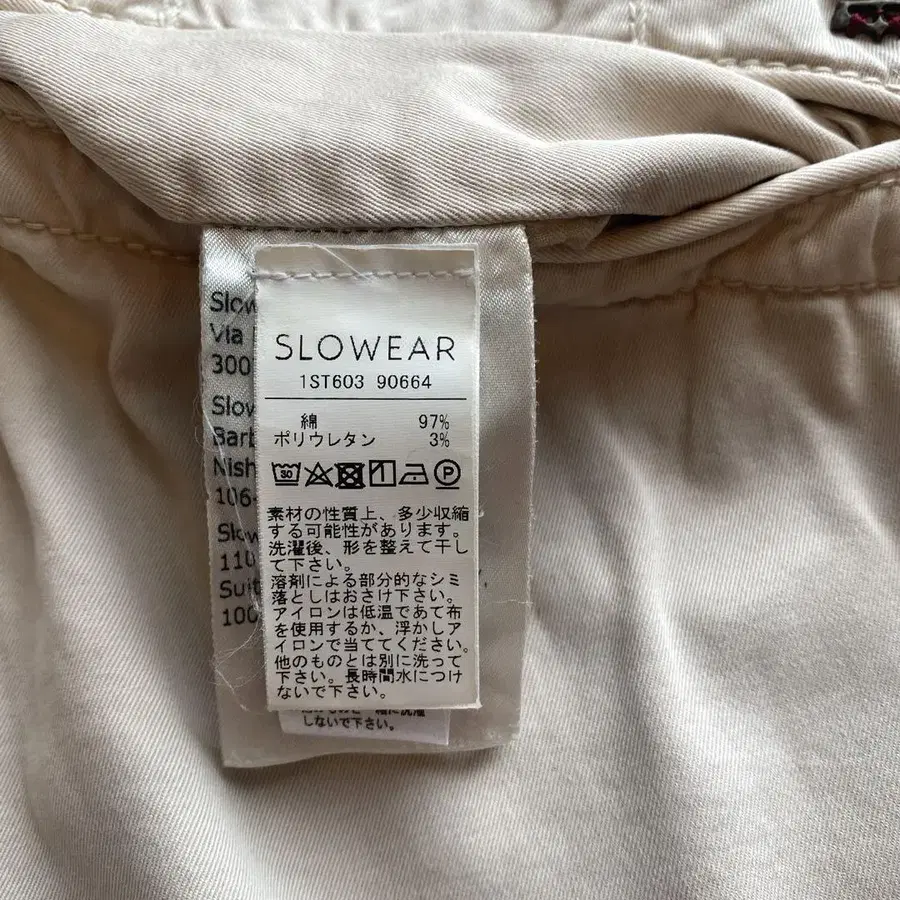 SLOWEAR
1ST603 90664
綿 97%
ポリウレタン 3%
30
P
素材の性質上、多少収縮
する可能性があります。
洗濯後、形を整えて干し
て下さい。
溶剤による部分的なシミ
落としはおさけ下さい。
アイロンは低温であて布
を使用するか、浮かしア
イロンで当ててください。
他のものとは別に洗って
下さい。長時間水につけ
ないで下さい。
しないで下さい。
Via
300
106-
110
100